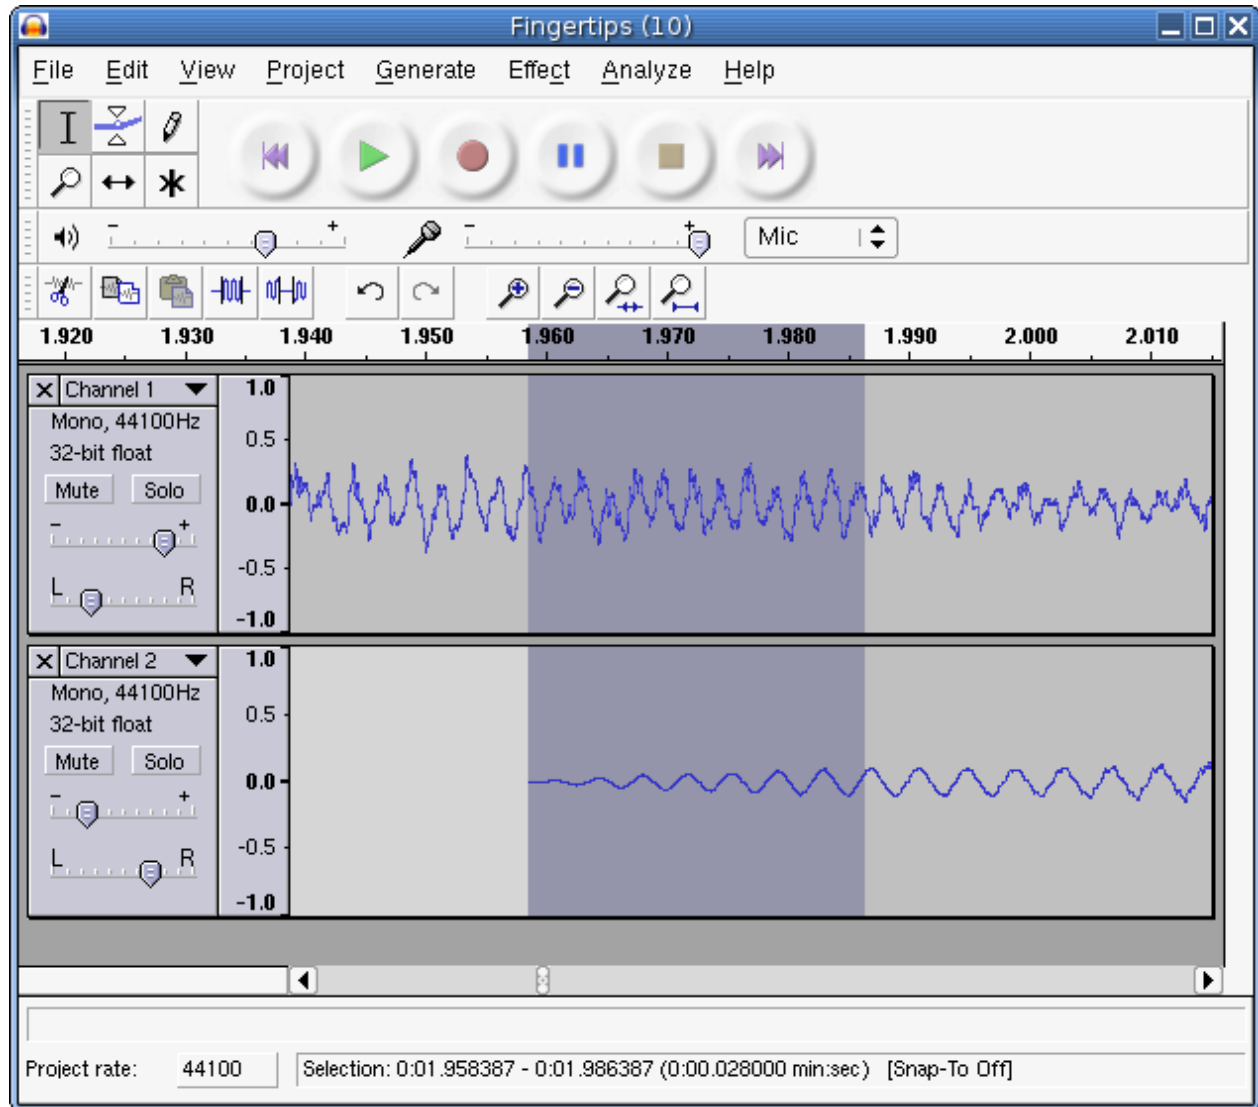 Fingertips (10)
File Edit View Project Generate Effect Analyze Help
- + - + Mic
1.920 1.930 1.940 1.950 1.960 1.970 1.980 1.990 2.000 2.010
X Channel 1
Mono, 44100Hz
32-bit float
Mute Solo
- +
L R
1.0
0.5
0.0
-0.5
-1.0
X Channel 2
Mono, 44100Hz
32-bit float
Mute Solo
- +
L R
1.0
0.5
0.0
-0.5
-1.0
Project rate: 44100 Selection: 0:01.958387 - 0:01.986387 (0:00.028000 min:sec) [Snap-To Off]